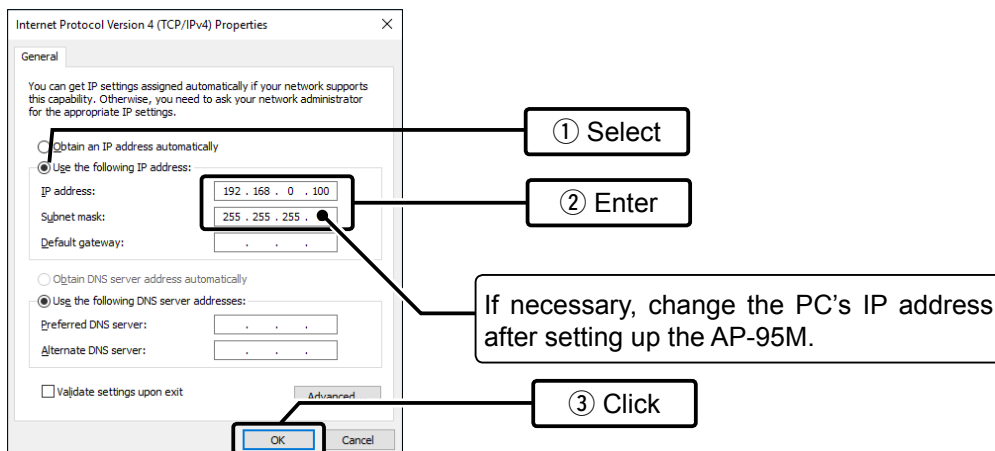 Internet Protocol Version 4 (TCP/IPv4) Properties
General
You can get IP settings assigned automatically if your network supports
this capability. Otherwise, you need to ask your network administrator
for the appropriate IP settings.
Obtain an IP address automatically
Use the following IP address:
IP address: 192 . 168 . 0 . 100
Subnet mask: 255 . 255 . 255 .
Default gateway: . . .
Obtain DNS server address automatically
Use the following DNS server addresses:
Preferred DNS server: . . .
Alternate DNS server: . . .
Validate settings upon exit
Advanced...
OK Cancel
① Select
② Enter
If necessary, change the PC’s IP address
after setting up the AP-95M.
③ Click